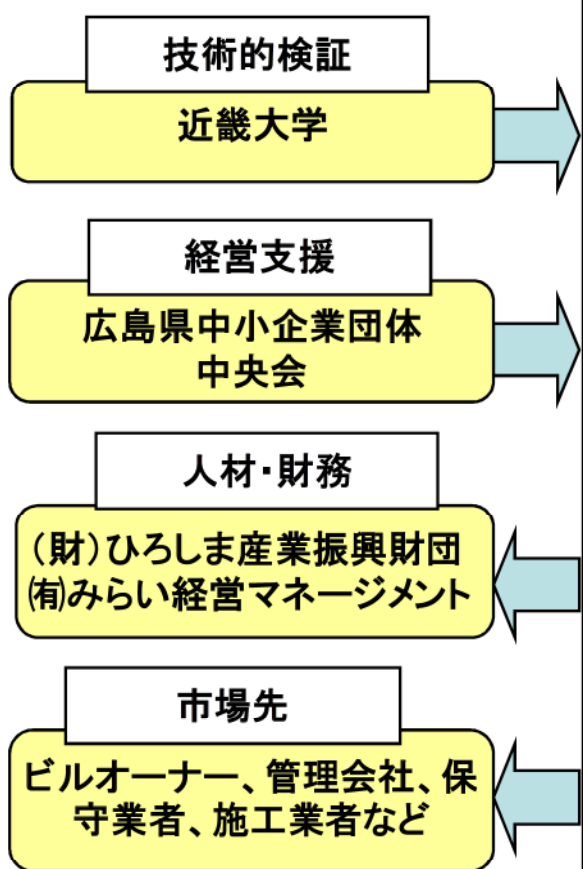 技術的検証
近畿大学
経営支援
広島県中小企業団体
中央会
人材・財務
（財）ひろしま産業振興財団
㈲みらい経営マネージメント
市場先
ビルオーナー、管理会社、保
守業者、施工業者など